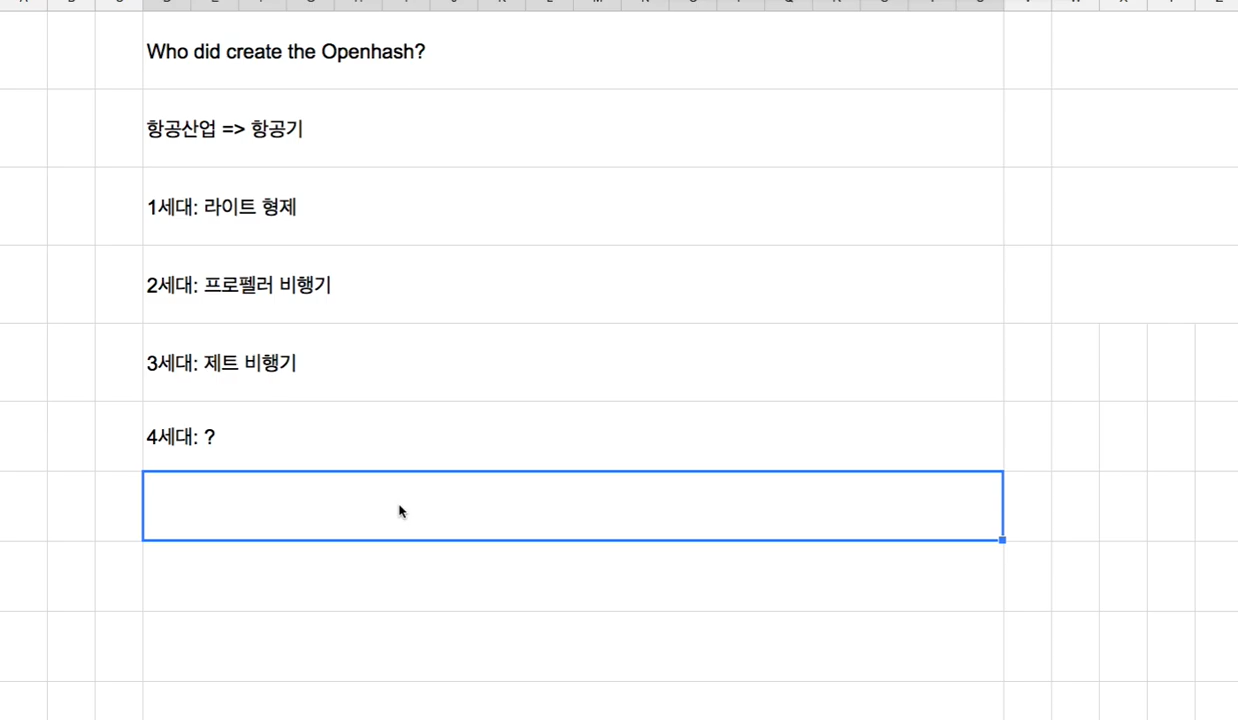 Who did create the Openhash?
항공산업 => 항공기
1세대: 라이트 형제
2세대: 프로펠러 비행기
3세대: 제트 비행기
4세대: ?